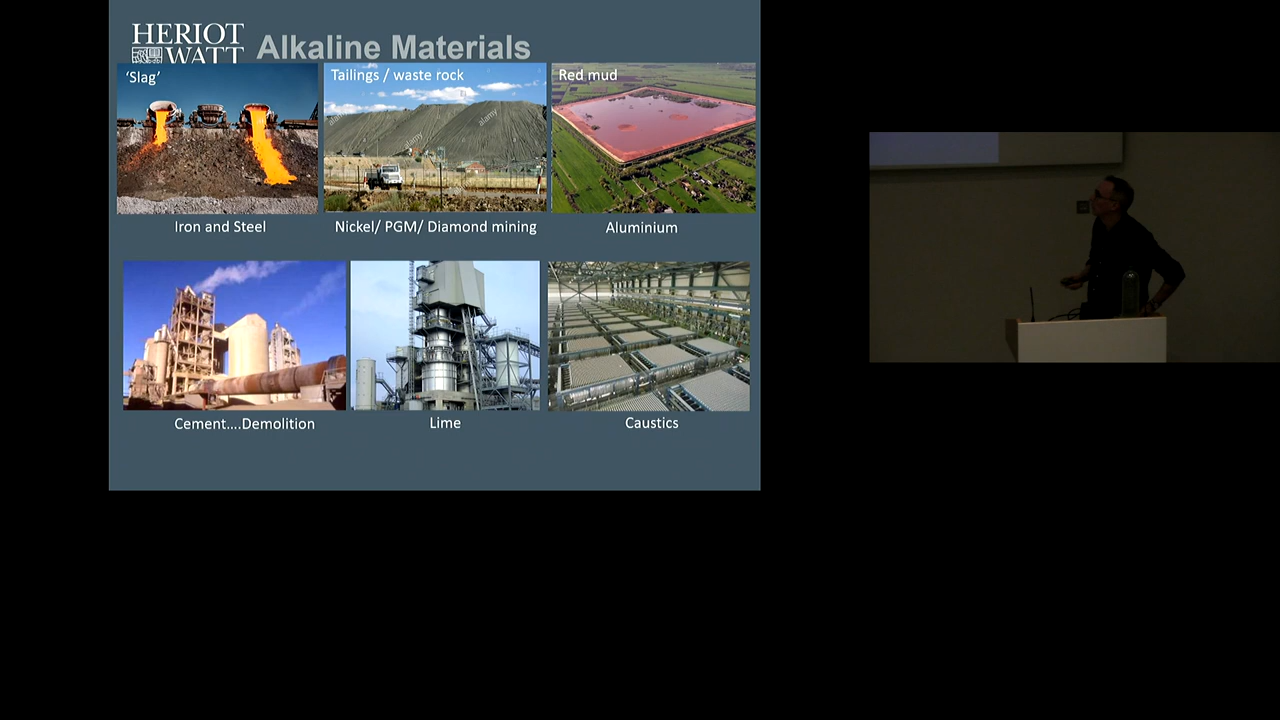 HERIOT
WATT
Alkaline Materials
'Slag'
Tailings / waste rock
Red mud
alamy
Iron and Steel
Nickel/ PGM/ Diamond mining
Aluminium
Cement....Demolition
Lime
Caustics